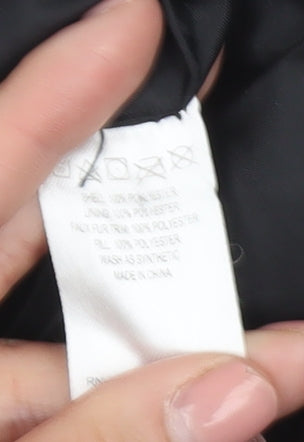 SHELL: 100% POLYESTER
LINING: 100% POLYESTER
FAUX FUR TRIM: 100% POLYESTER
FILL: 100% POLYESTER
WASH AS SYNTHETIC
MADE IN CHINA
RN